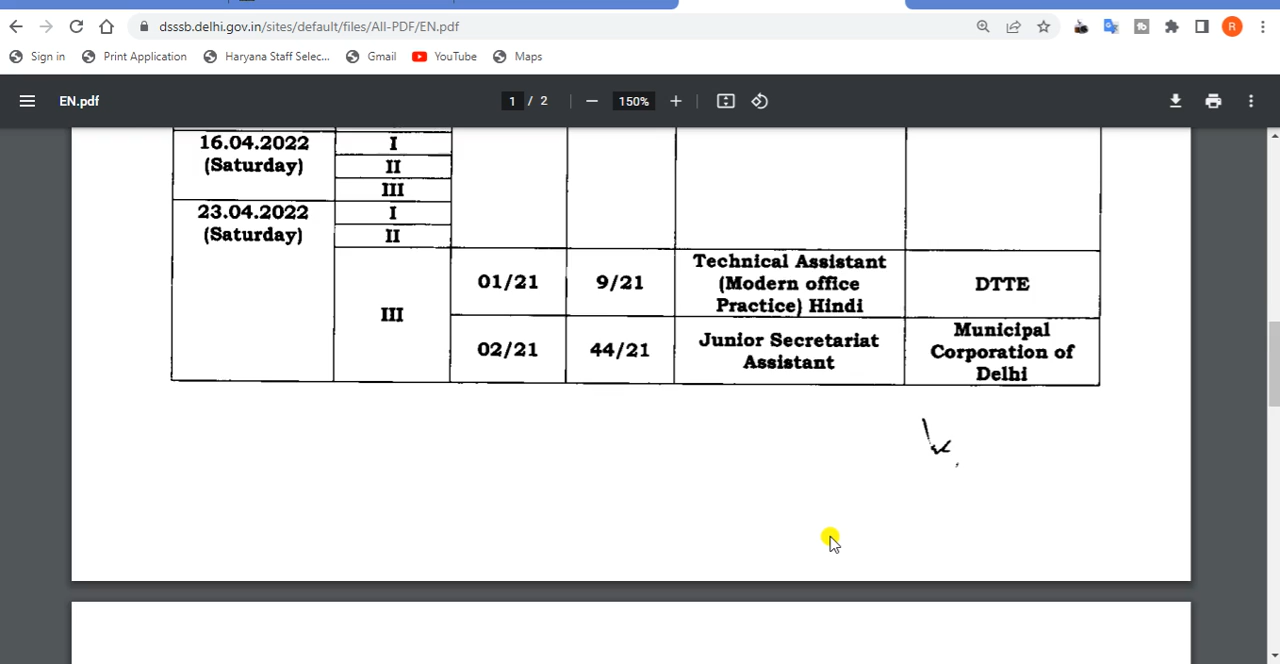 dsssb.delhi.gov.in/sites/default/files/All-PDF/EN.pdf
R
Sign in
Print Application
Haryana Staff Selec...
Gmail
YouTube
Maps
EN.pdf
1 / 2
150%
16.04.2022
(Saturday)
I
II
III
23.04.2022
(Saturday)
I
II
III
01/21
9/21
Technical Assistant
(Modern office
Practice) Hindi
DTTE
02/21
44/21
Junior Secretariat
Assistant
Municipal
Corporation of
Delhi